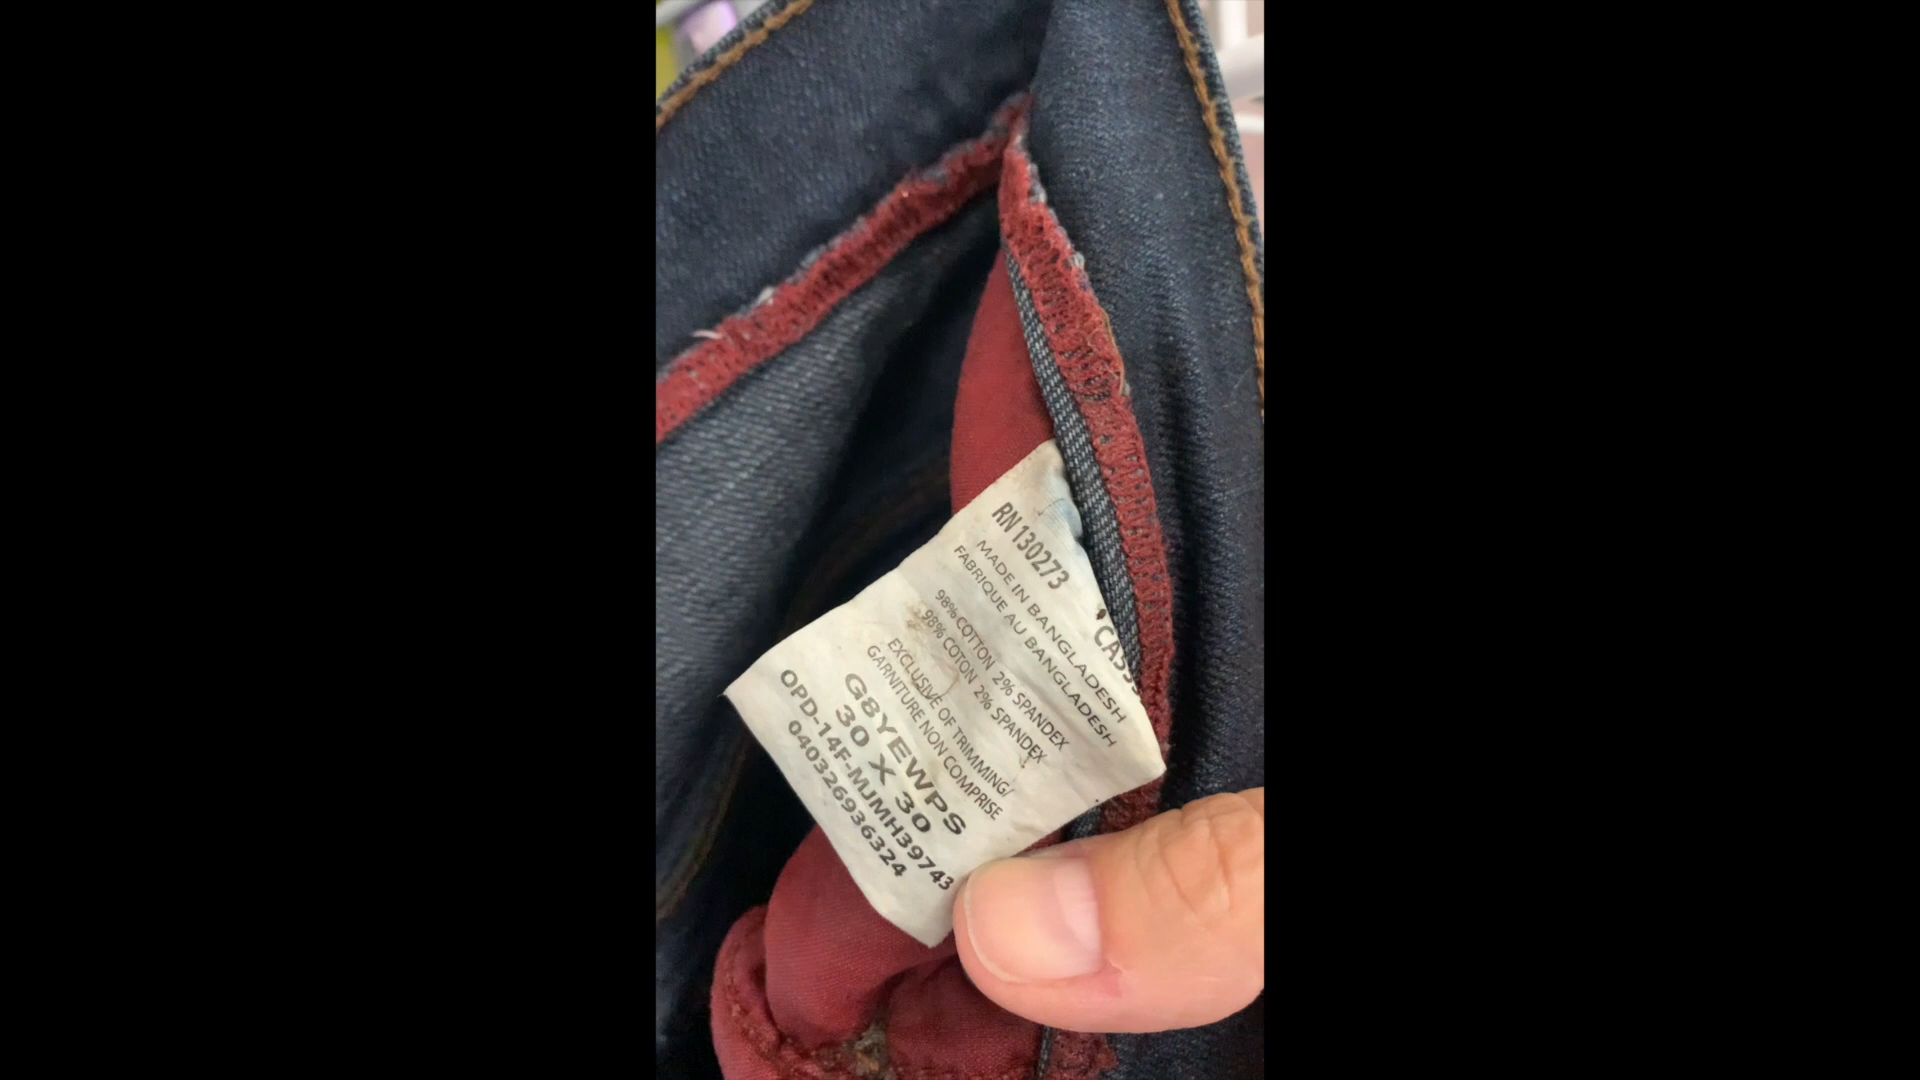 RN 130273
MADE IN BANGLADESH
FABRIQUE AU BANGLADESH
98% COTTON 2% SPANDEX
98% COTON 2% SPANDEX
EXCLUSIVE OF TRIMMING/
GARNITURE NON COMPRISE
G8YEWPS
30 X 30
OPD-14F-MJMH39743
040326936324